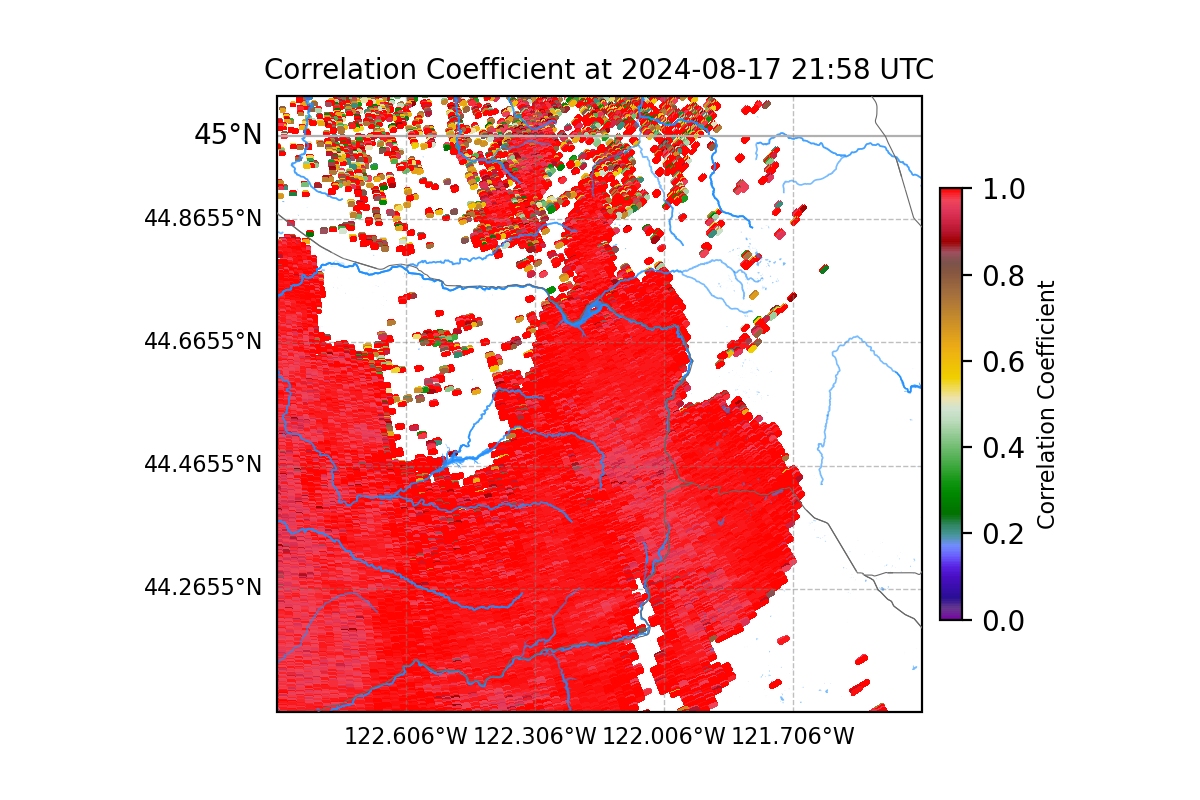 Correlation Coefficient at 2024-08-17 21:58 UTC
45°N
44.8655°N
44.6655°N
44.4655°N
44.2655°N
122.606°W 122.306°W 122.006°W 121.706°W
1.0
0.8
0.6
0.4
0.2
0.0
Correlation Coefficient